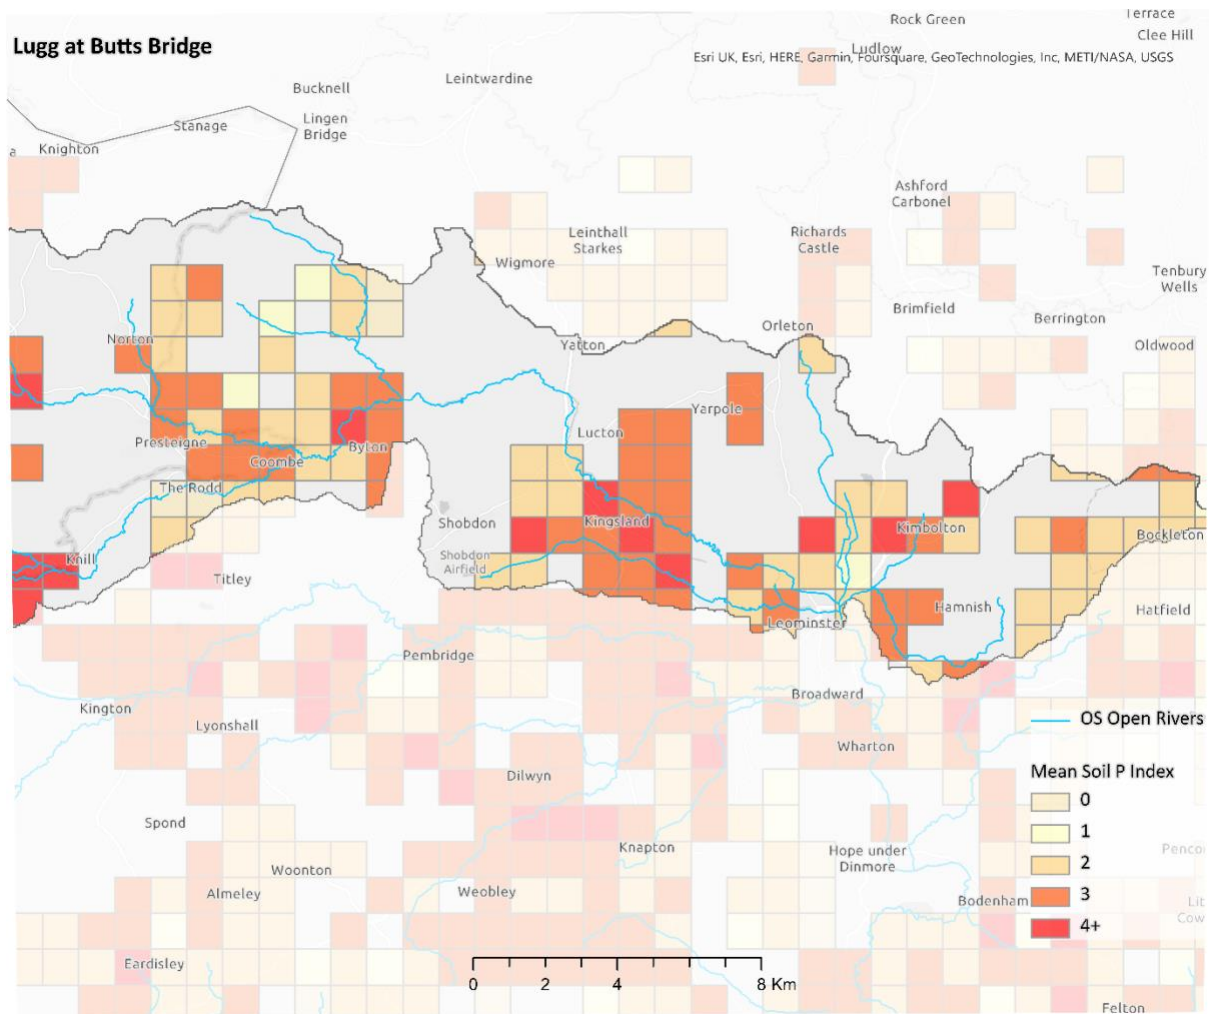 Rock Green
Terrace
Clee Hill
Lugg at Butts Bridge
Ludlow
Esri UK, Esri, HERE, Garmin, Foursquare, GeoTechnologies, Inc, METI/NASA, USGS
Leintwardine
Bucknell
Lingen
Bridge
Stanage
a
Knighton
Ashford
Carbonel
Leinthall
Starkes
Richards
Castle
Wigmore
Tenbury
Wells
Brimfield
Berrington
Orleton
Norton
Yatton
Oldwood
Yarpole
Lucton
Presteigne
Byton
Coombe
The Rodd
Shobdon
Kingsland
Kimbolton
Bockleton
Knill
Shobdon
Airfield
Titley
Hamnish
Hatfield
Leominster
Pembridge
Broadward
Kington
Lyonshall
OS Open Rivers
Wharton
Mean Soil P Index
Dilwyn
0
1
Spond
Knapton
Hope under
Dinmore
Penco
2
Woonton
Almeley
Weobley
3
Bodenham
Lit
Cow
4+
Eardisley
0 2 4 8 Km
Felton